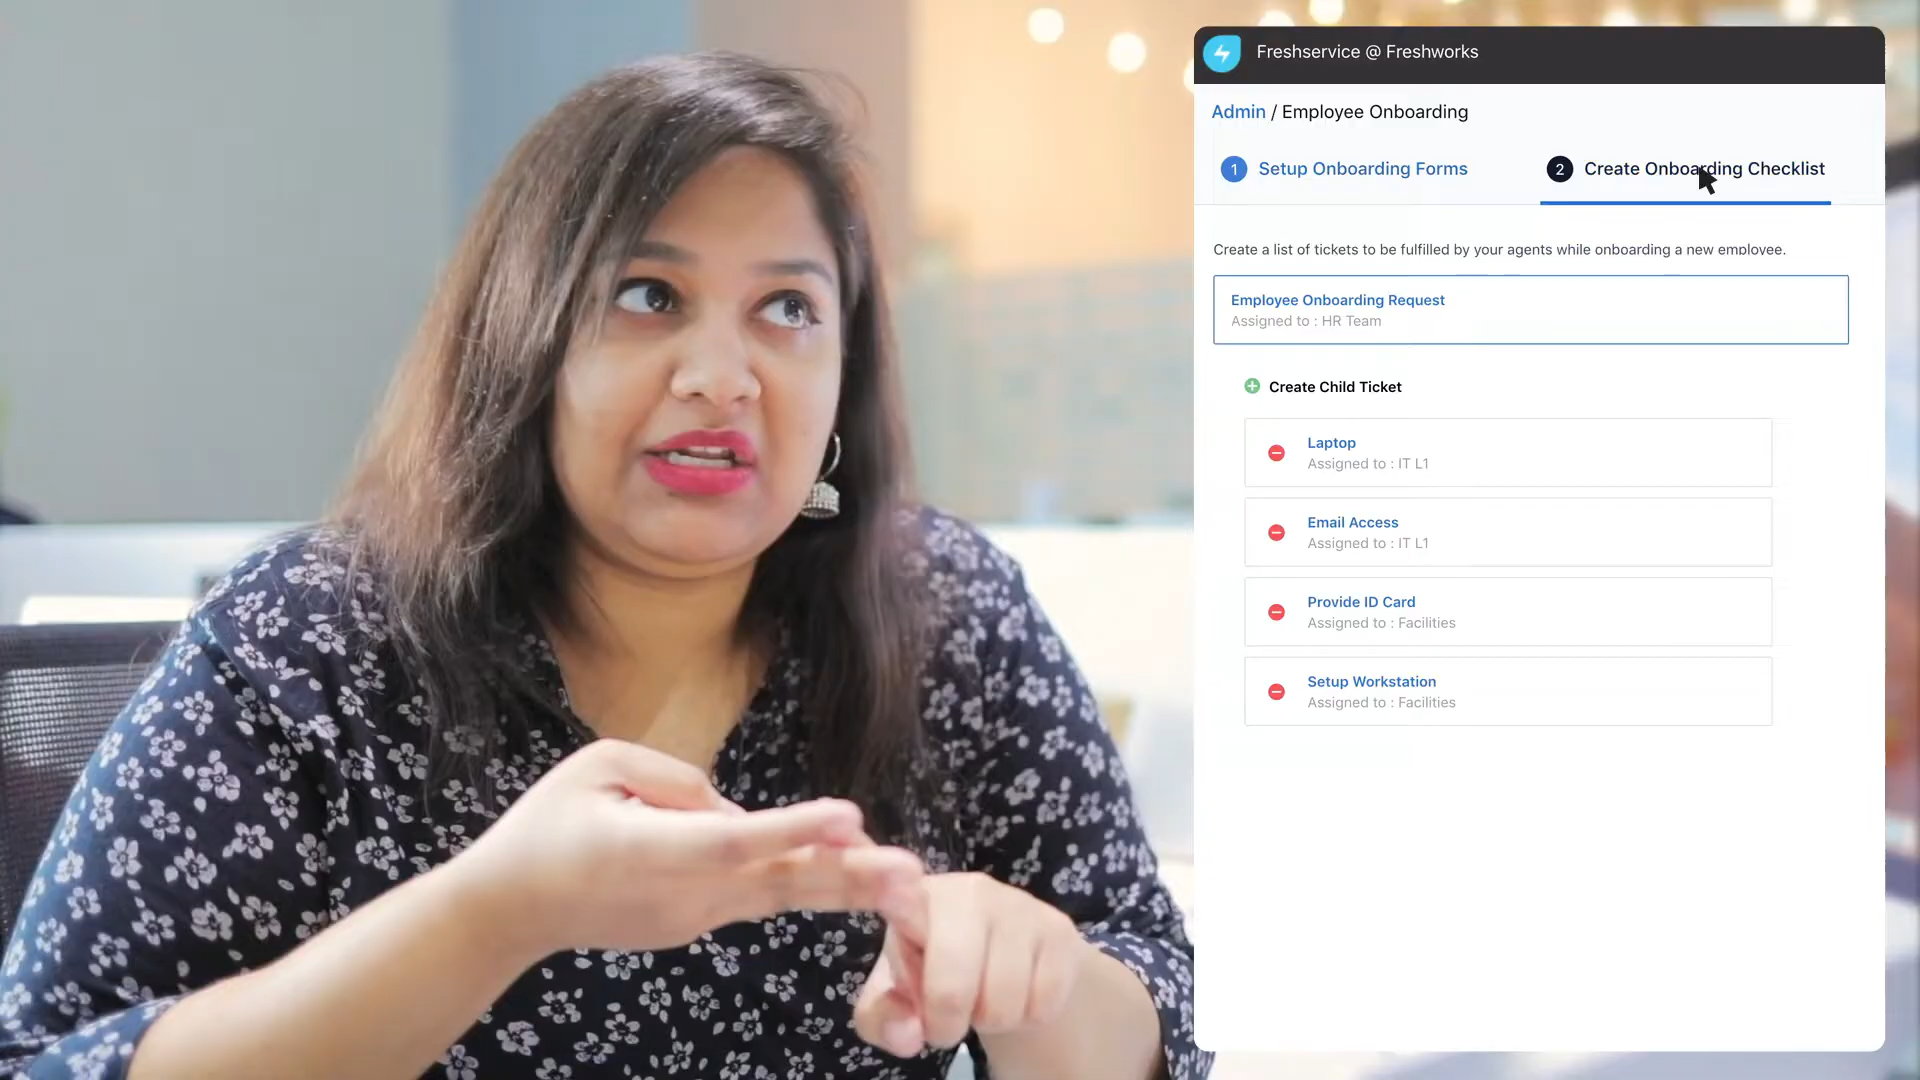 Freshservice @ Freshworks
Admin / Employee Onboarding
1 Setup Onboarding Forms
2 Create Onboarding Checklist
Create a list of tickets to be fulfilled by your agents while onboarding a new employee.
Employee Onboarding Request
Assigned to : HR Team
Create Child Ticket
Laptop
Assigned to : IT L1
Email Access
Assigned to : IT L1
Provide ID Card
Assigned to : Facilities
Setup Workstation
Assigned to : Facilities